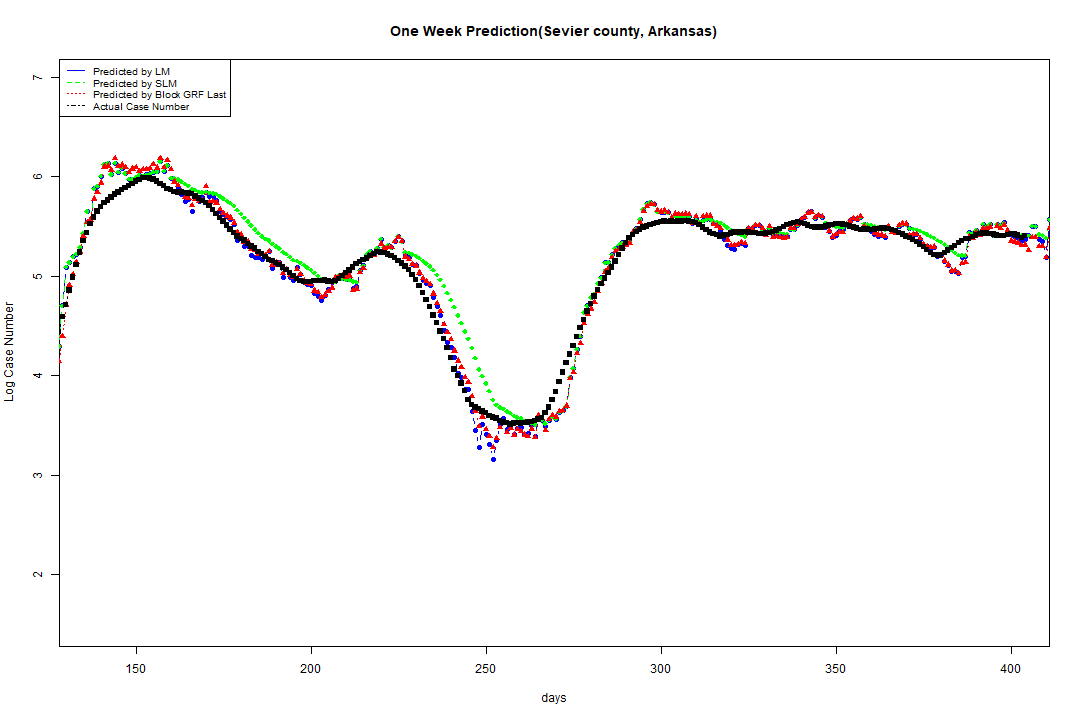 One Week Prediction(Sevier county, Arkansas)
Predicted by LM
Predicted by SLM
Predicted by Block GRF Last
Actual Case Number
7
6
5
4
3
2
Log Case Number
150 200 250 300 350 400
days